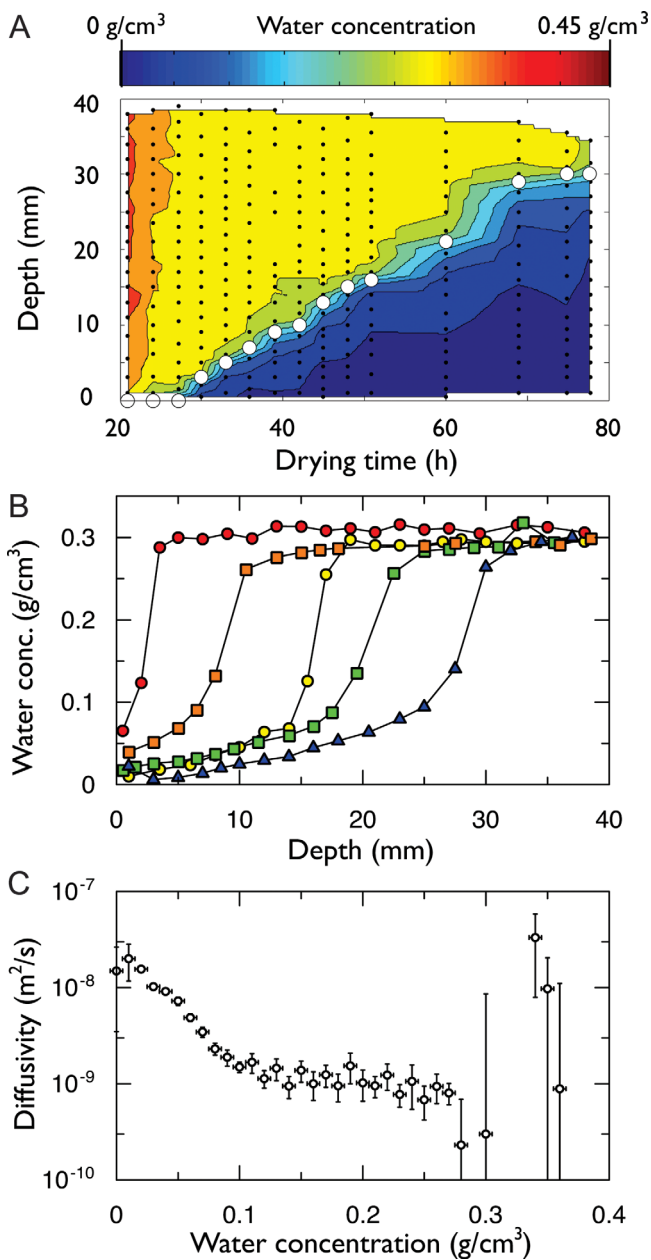 A
0 g/cm³ Water concentration 0.45 g/cm³
40
30
20
10
0
Depth (mm)
20 40 60 80
Drying time (h)
B
0.3
0.2
0.1
0
Water conc. (g/cm³)
0 10 20 30 40
Depth (mm)
C
10⁻⁷
10⁻⁸
10⁻⁹
10⁻¹⁰
Diffusivity (m²/s)
0 0.1 0.2 0.3 0.4
Water concentration (g/cm³)